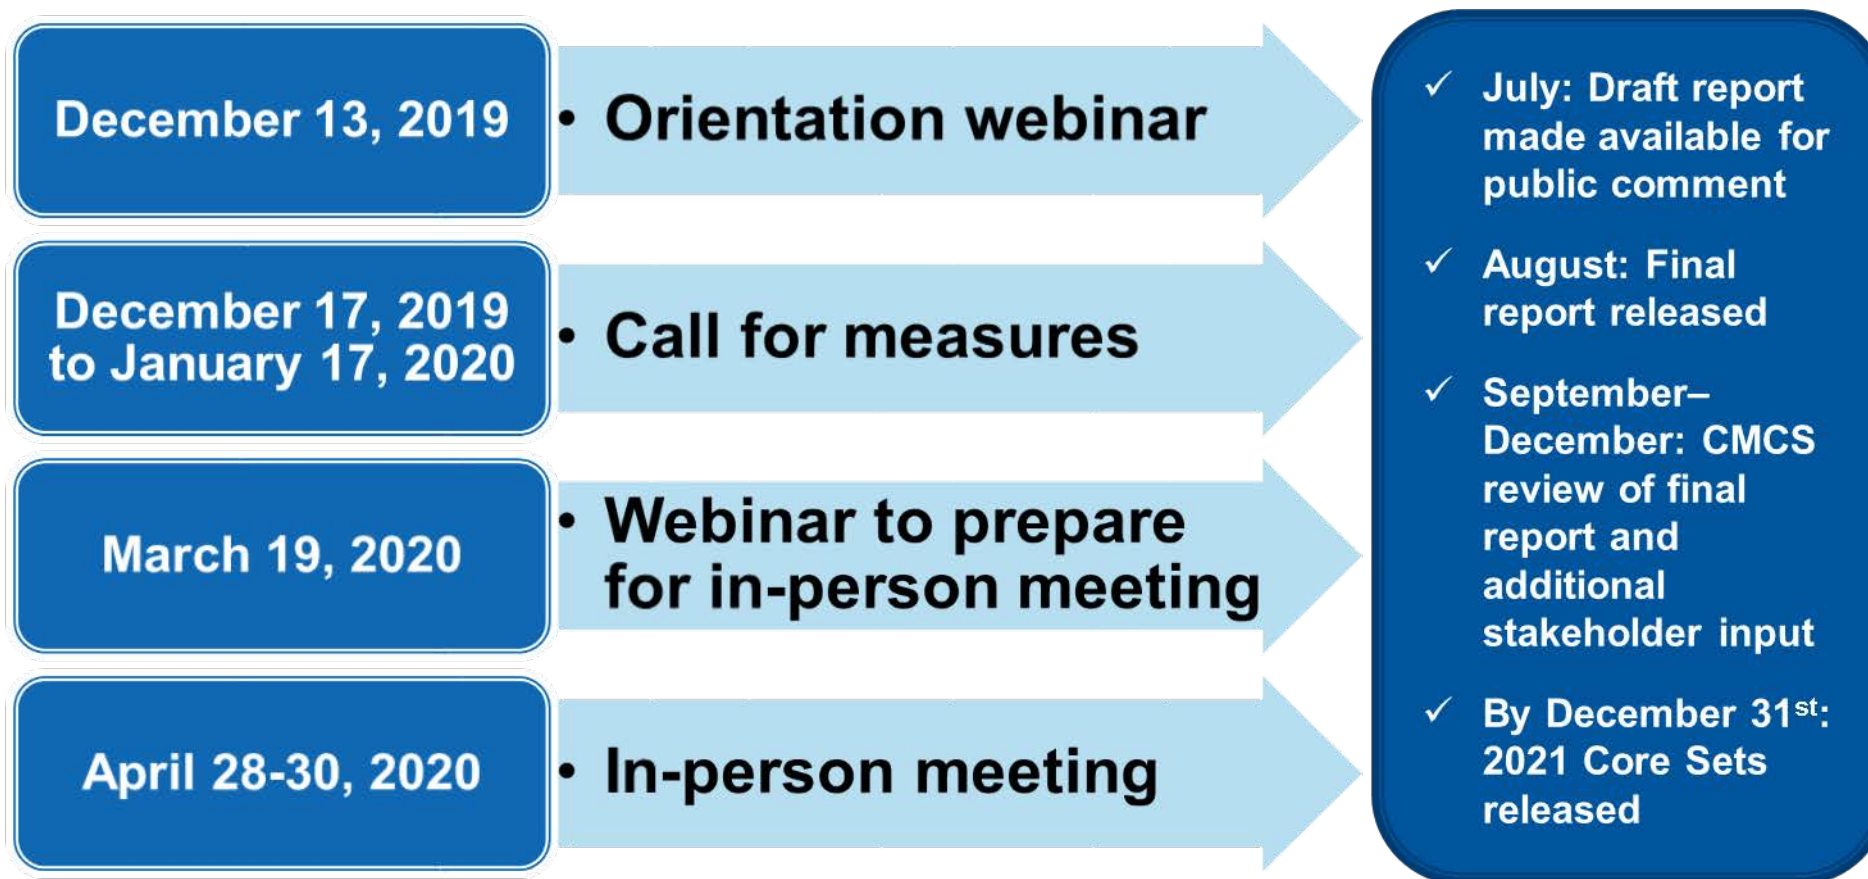 December 13, 2019
• Orientation webinar
December 17, 2019
to January 17, 2020
• Call for measures
March 19, 2020
• Webinar to prepare
for in-person meeting
April 28-30, 2020
• In-person meeting
✓ July: Draft report
made available for
public comment
✓ August: Final
report released
✓ September–
December: CMCS
review of final
report and
additional
stakeholder input
✓ By December 31st:
2021 Core Sets
released